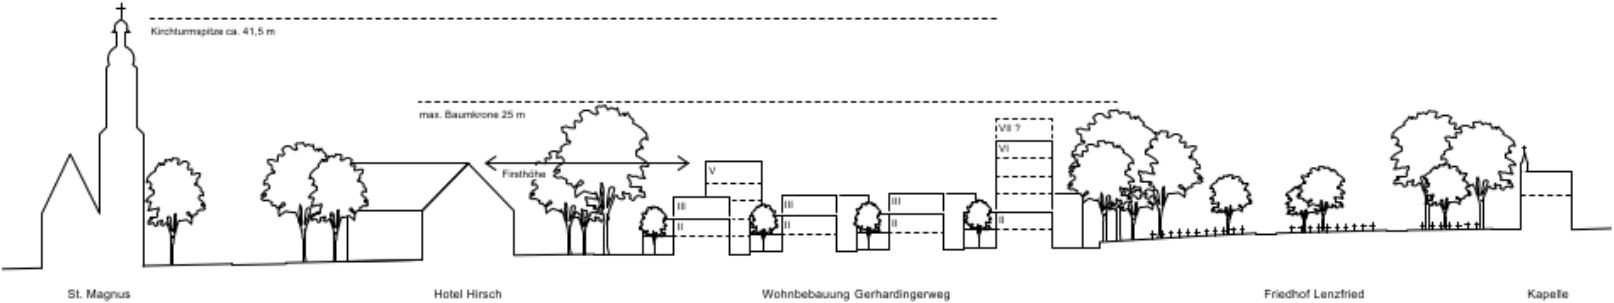 Kirchturmspitze ca. 41,5 m
max. Baumkrone 25 m
VII ?
VI
Firsthöhe
V
III
III
III
II
II
II
II
St. Magnus
Hotel Hirsch
Wohnbebauung Gerhardingerweg
Friedhof Lenzfried
Kapelle